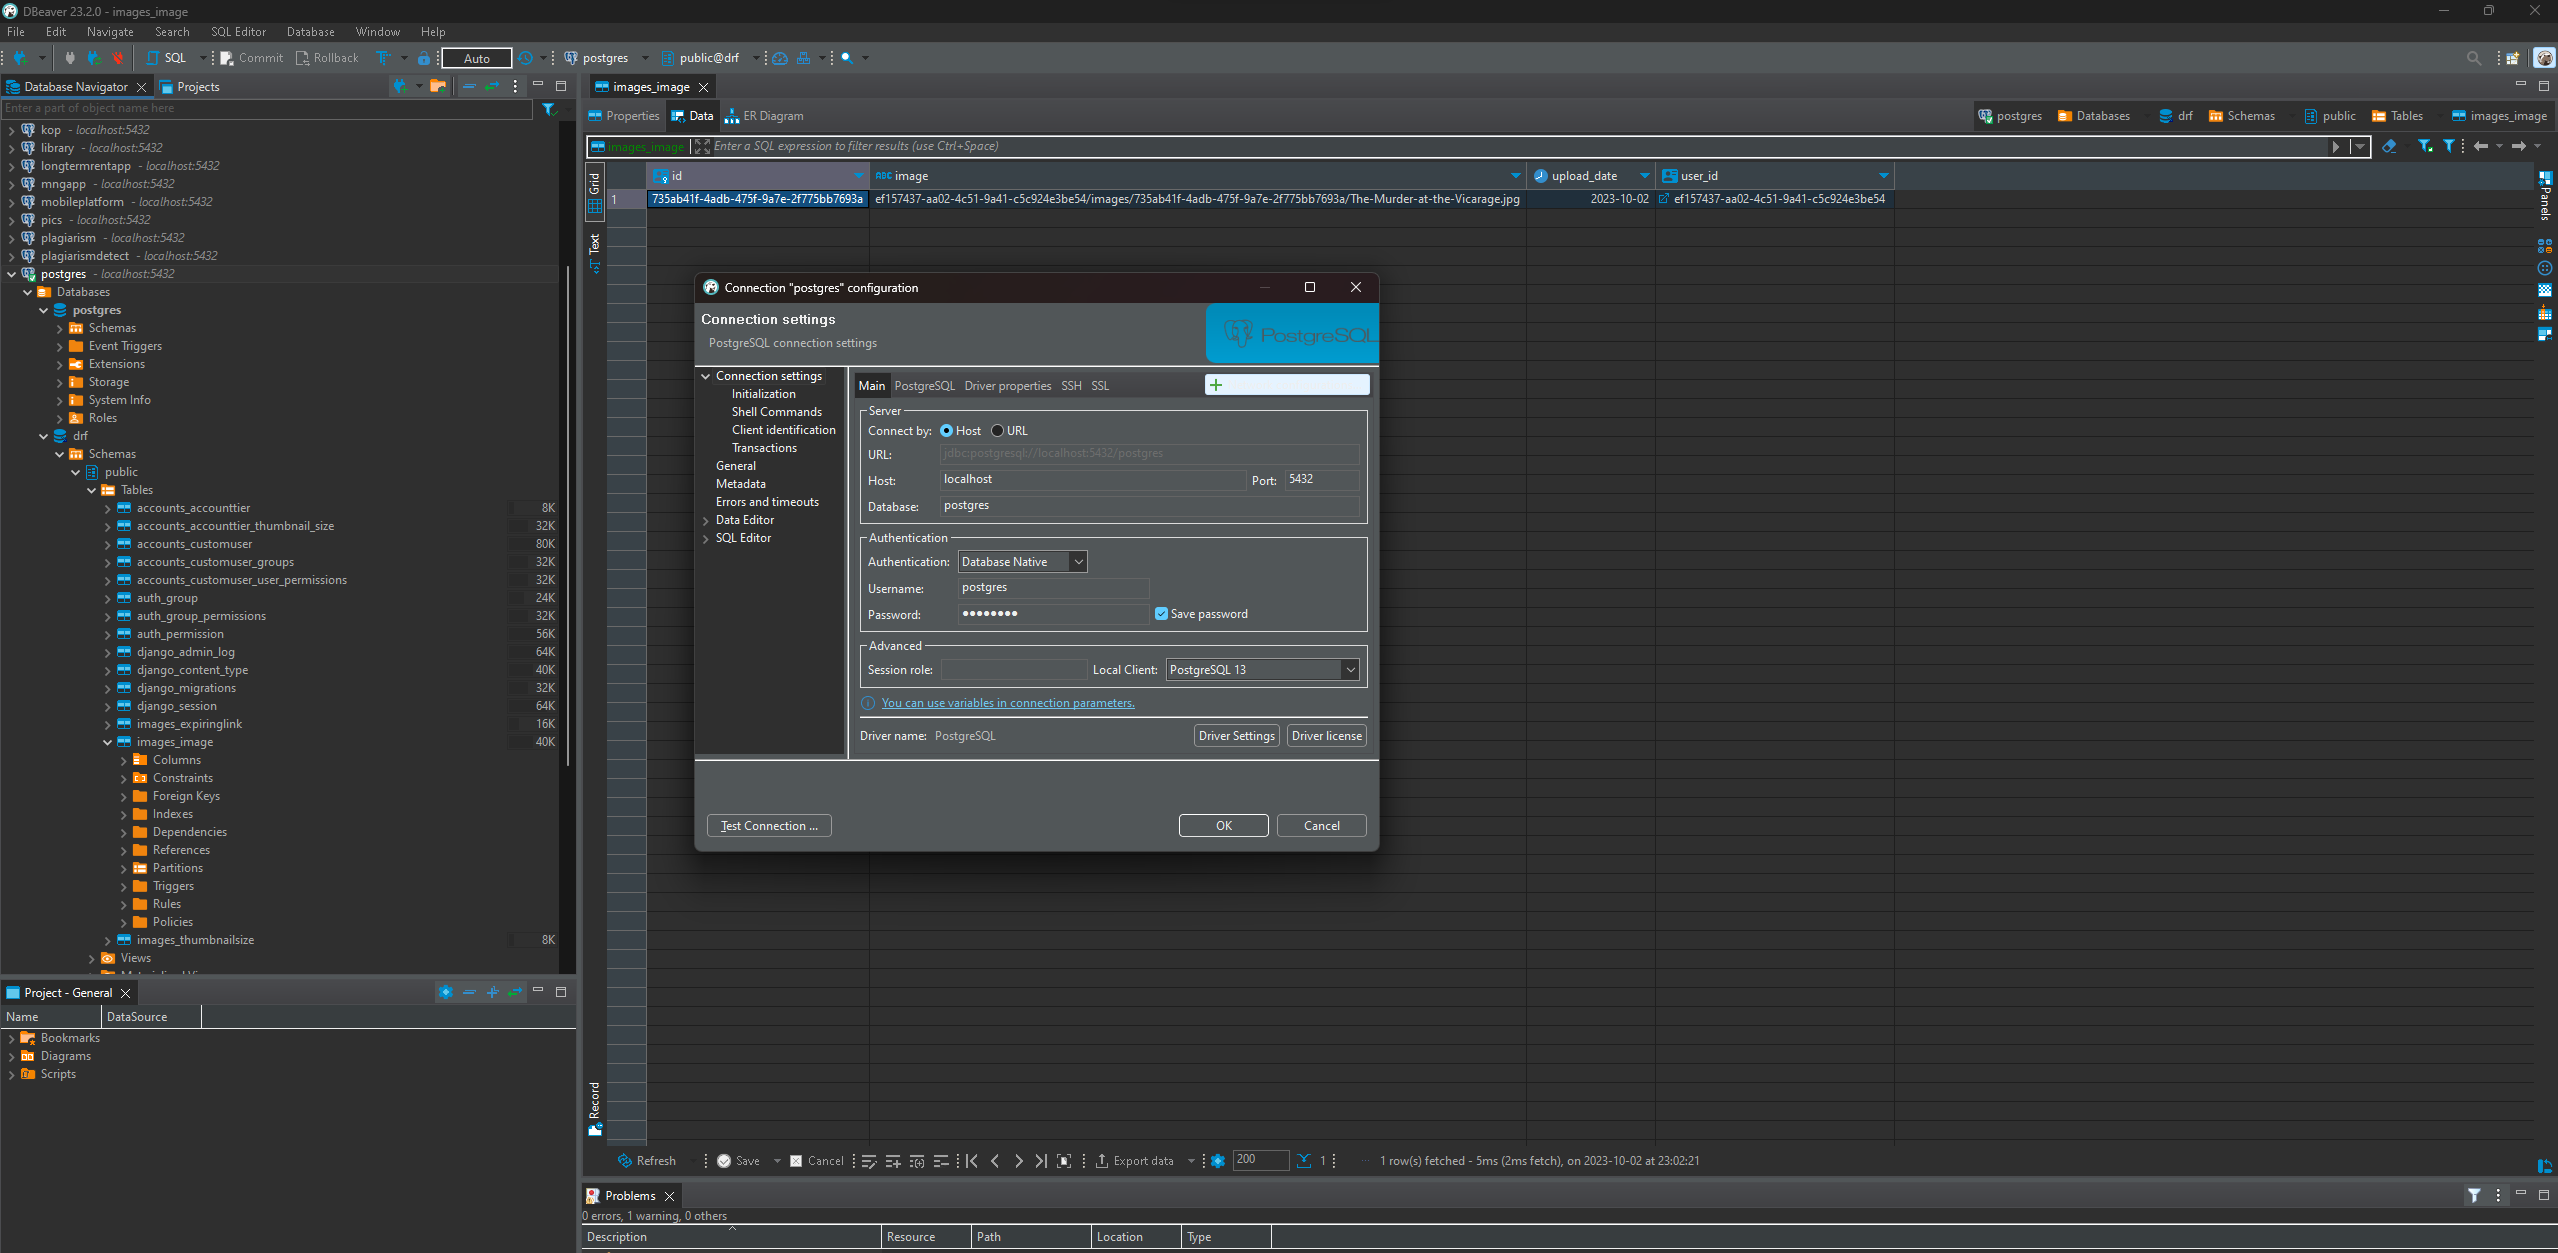 DBeaver 23.2.0 - images_image
File Edit Navigate Search SQL Editor Database Window Help
SQL Commit Rollback Auto postgres public@drf
Database Navigator Projects
Enter a part of object name here
kop - localhost:5432
library - localhost:5432
longtermrentapp - localhost:5432
mngapp - localhost:5432
mobileplatform - localhost:5432
pics - localhost:5432
plagiarism - localhost:5432
plagiarismdetect - localhost:5432
postgres - localhost:5432
Databases
postgres
Schemas
Event Triggers
Extensions
Storage
System Info
Roles
drf
Schemas
public
Tables
accounts_accounttier 8K
accounts_accounttier_thumbnail_size 32K
accounts_customuser 80K
accounts_customuser_groups 32K
accounts_customuser_user_permissions 32K
auth_group 24K
auth_group_permissions 32K
auth_permission 56K
django_admin_log 64K
django_content_type 40K
django_migrations 32K
django_session 64K
images_expiringlink 16K
images_image 40K
Columns
Constraints
Foreign Keys
Indexes
Dependencies
References
Partitions
Triggers
Rules
Policies
images_thumbnailsize 8K
Views
Project - General
Name DataSource
Bookmarks
Diagrams
Scripts
images_image
Properties Data ER Diagram
postgres Databases drf Schemas public Tables images_image
images_image Enter a SQL expression to filter results (use Ctrl+Space)
Grid
Text
Record
Panels
id ABC image upload_date user_id
1 735ab41f-4adb-475f-9a7e-2f775bb7693a ef157437-aa02-4c51-9a41-c5c924e3be54/images/735ab41f-4adb-475f-9a7e-2f775bb7693a/The-Murder-at-the-Vicarage.jpg 2023-10-02 ef157437-aa02-4c51-9a41-c5c924e3be54
Connection "postgres" configuration
Connection settings
PostgreSQL connection settings
PostgreSQL
Connection settings
Initialization
Shell Commands
Client identification
Transactions
General
Metadata
Errors and timeouts
Data Editor
SQL Editor
Main PostgreSQL Driver properties SSH SSL
Server
Connect by: Host URL
URL: jdbc:postgresql://localhost:5432/postgres
Host: localhost Port: 5432
Database: postgres
Authentication
Authentication: Database Native
Username: postgres
Password: ●●●●●●●● Save password
Advanced
Session role: Local Client: PostgreSQL 13
You can use variables in connection parameters.
Driver name: PostgreSQL Driver Settings Driver license
Test Connection ... OK Cancel
Refresh Save Cancel Export data 200 1 1 row(s) fetched - 5ms (2ms fetch), on 2023-10-02 at 23:02:21
Problems
0 errors, 1 warning, 0 others
Description Resource Path Location Type